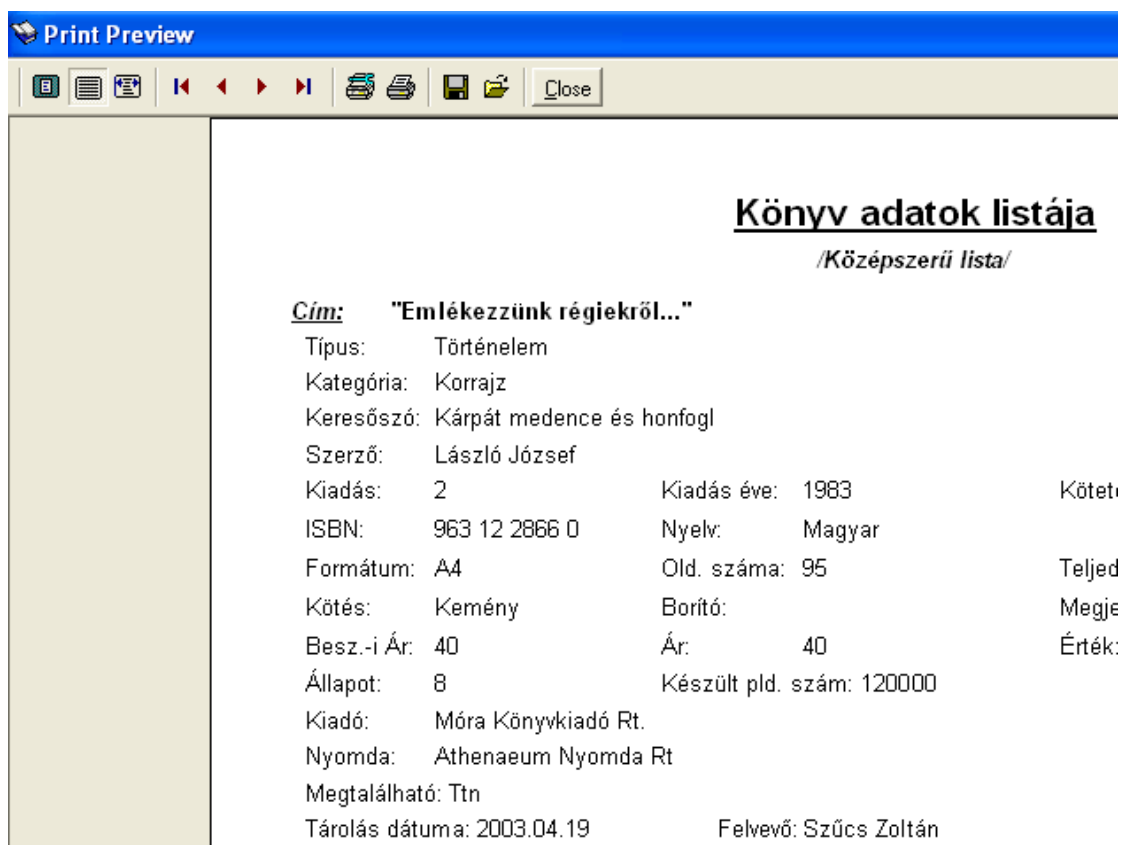 Print Preview
Close
Könyv adatok listája
/Középszerű lista/
Cím: "Emlékezzünk régiekről..."
Típus: Történelem
Kategória: Korrajz
Keresőszó: Kárpát medence és honfogl
Szerző: László József
Kiadás: 2 Kiadás éve: 1983
ISBN: 963 12 2866 0 Nyelv: Magyar
Formátum: A4 Old. száma: 95 Teljed
Kötés: Kemény Borító: Megje
Besz.-i Ár: 40 Ár: 40 Érték:
Állapot: 8 Készült pld. szám: 120000
Kiadó: Móra Könyvkiadó Rt.
Nyomda: Athenaeum Nyomda Rt
Megtalálható: Ttn
Tárolás dátuma: 2003.04.19 Felvevő: Szűcs Zoltán